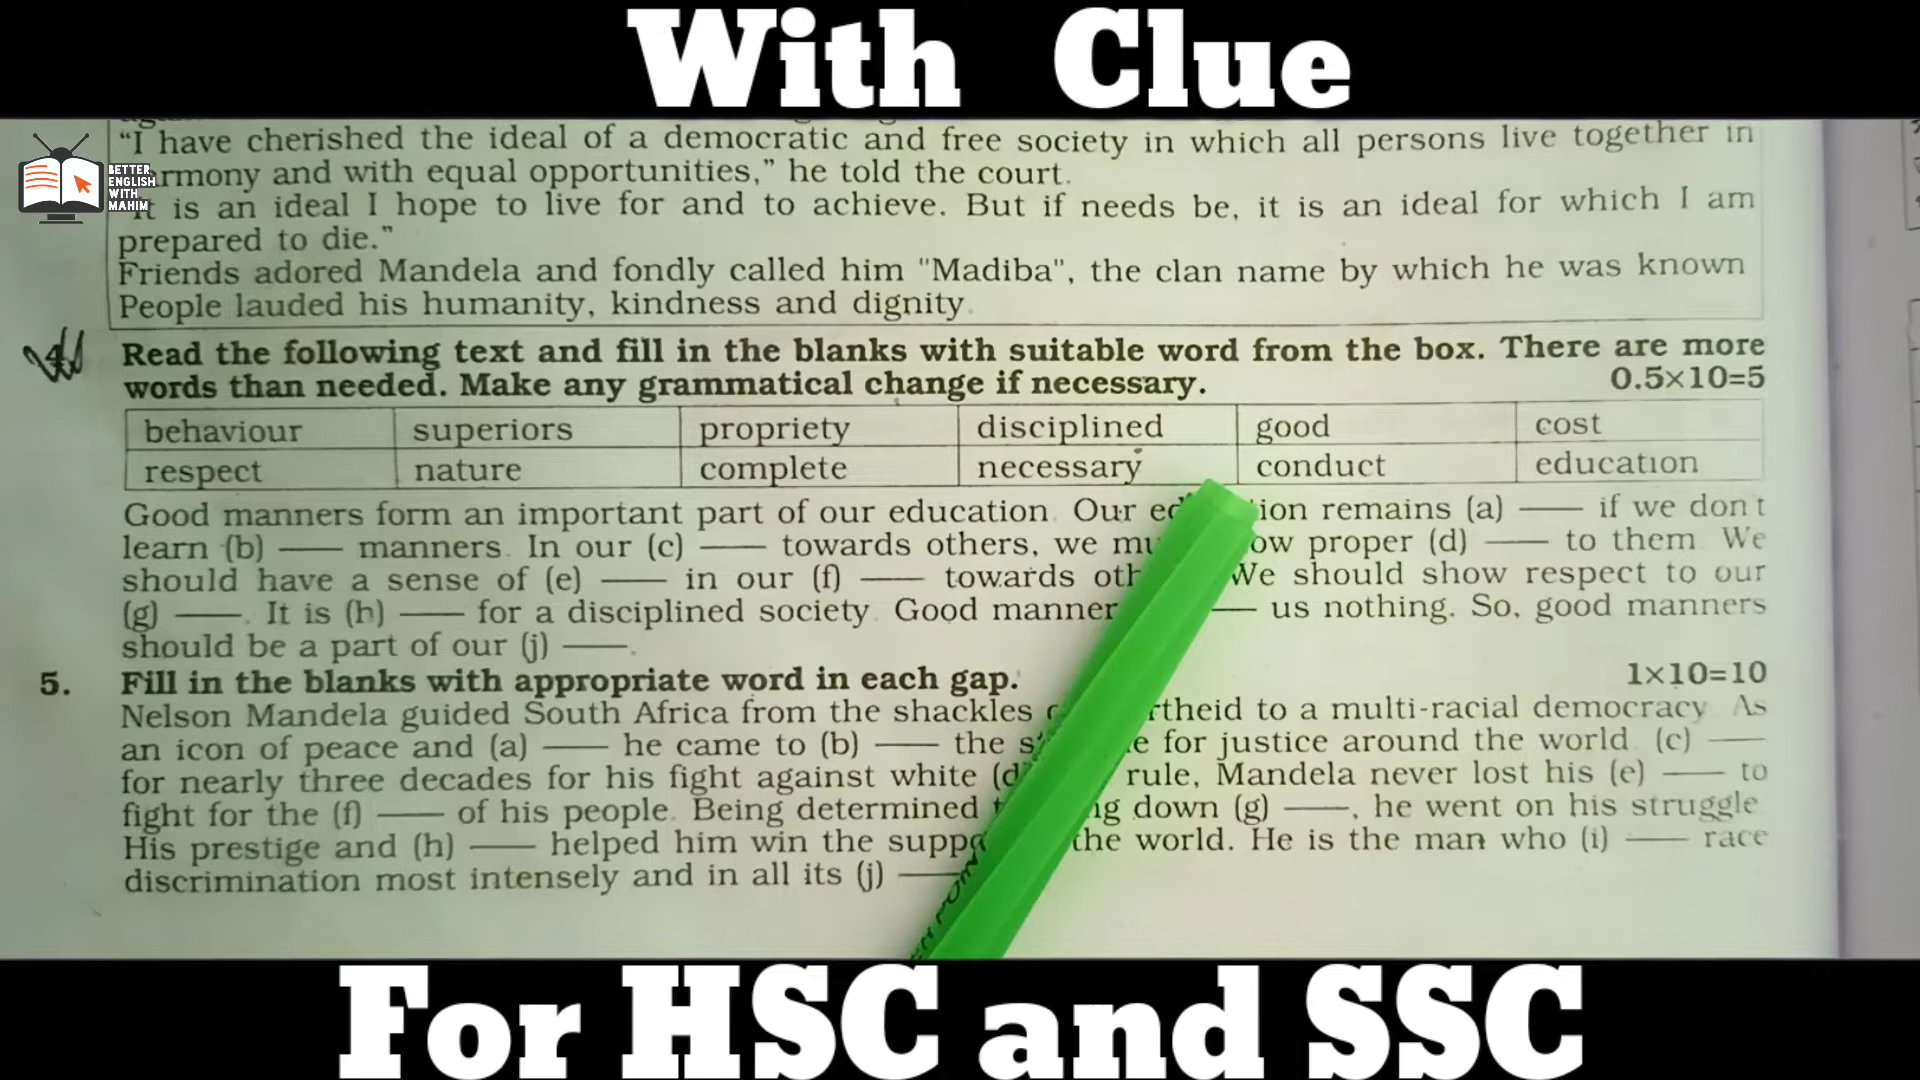 With Clue
"I have cherished the ideal of a democratic and free society in which all persons live together in
BETTER
ENGLISH
WITH
MAHIM
rmony and with equal opportunities," he told the court.
It is an ideal I hope to live for and to achieve. But if needs be, it is an ideal for which I am
prepared to die."
Friends adored Mandela and fondly called him "Madiba", the clan name by which he was known
People lauded his humanity, kindness and dignity.
Read the following text and fill in the blanks with suitable word from the box. There are more
words than needed. Make any grammatical change if necessary. 0.5×10=5
behaviour superiors propriety disciplined good cost
respect nature complete necessary conduct education
Good manners form an important part of our education. Our ion remains (a) —— if we don't
learn (b) —— manners. In our (c) —— towards others, we ow proper (d) —— to them. We
should have a sense of (e) —— in our (f) —— towards We should show respect to our
(g) ——. It is (h) —— for a disciplined society. Good manner —— us nothing. So, good manners
should be a part of our (j) ——.
5. Fill in the blanks with appropriate word in each gap. 1×10=10
Nelson Mandela guided South Africa from the shackles rtheid to a multi-racial democracy. As
an icon of peace and (a) —— he came to (b) —— the e for justice around the world. (c) ——
for nearly three decades for his fight against white (d rule, Mandela never lost his (e) —— to
fight for the (f) —— of his people. Being determined ng down (g) ——, he went on his struggle.
His prestige and (h) —— helped him win the suppo the world. He is the man who (i) —— race
discrimination most intensely and in all its (j) ——
For HSC and SSC